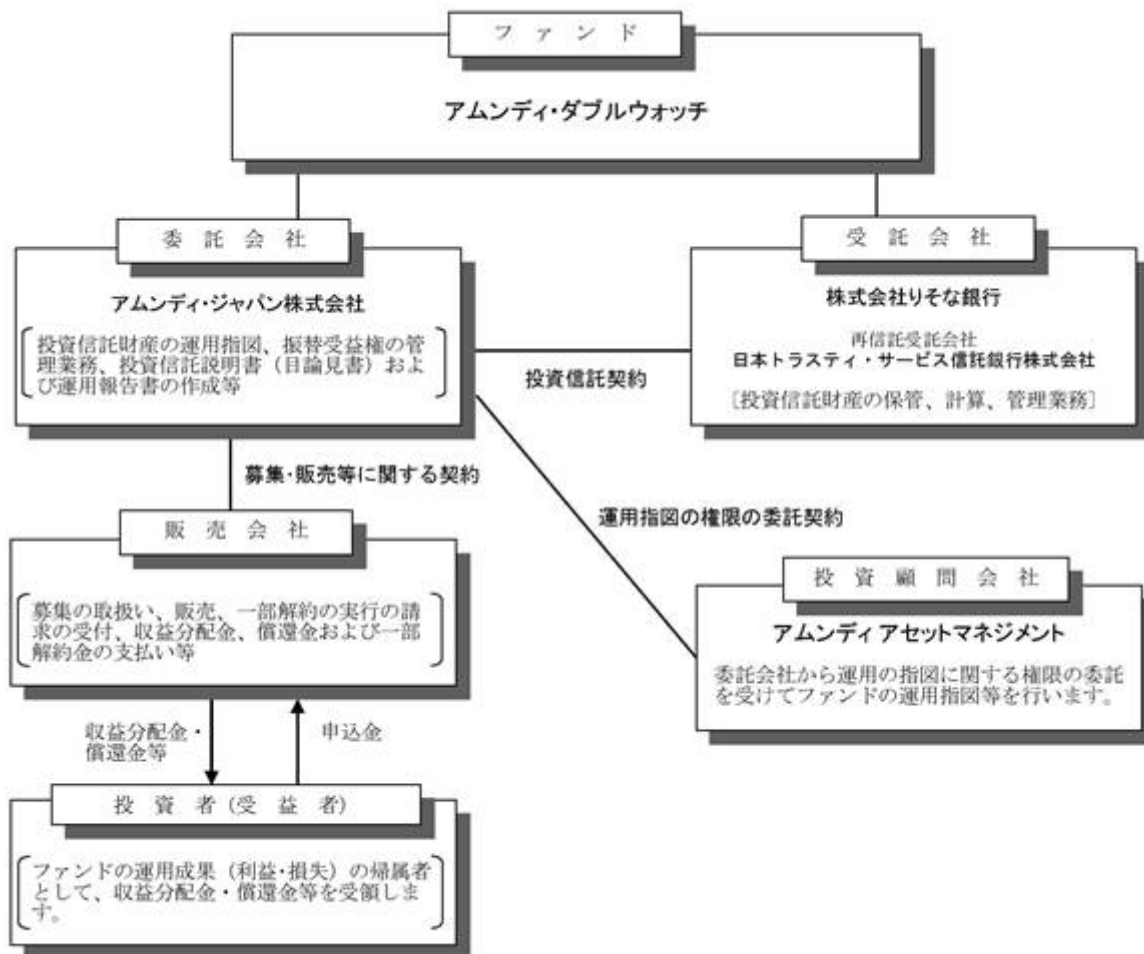 ファンド
アムンディ・ダブルウォッチ
委託会社
アムンディ・ジャパン株式会社
投資信託財産の運用指図、振替受益権の管
理業務、投資信託説明書（目論見書）およ
び運用報告書の作成等
受託会社
株式会社りそな銀行
再信託受託会社
日本トラスティ・サービス信託銀行株式会社
〔投資信託財産の保管、計算、管理業務〕
投資信託契約
募集・販売等に関する契約
運用指図の権限の委託契約
販売会社
募集の取扱い、販売、一部解約の実行の請
求の受付、収益分配金、償還金および一部
解約金の支払い等
投資顧問会社
アムンディ アセットマネジメント
委託会社から運用の指図に関する権限の委託
を受けてファンドの運用指図等を行います。
収益分配金・
償還金等
申込金
投資者（受益者）
ファンドの運用成果（利益・損失）の帰属者
として、収益分配金・償還金等を受領しま
す。